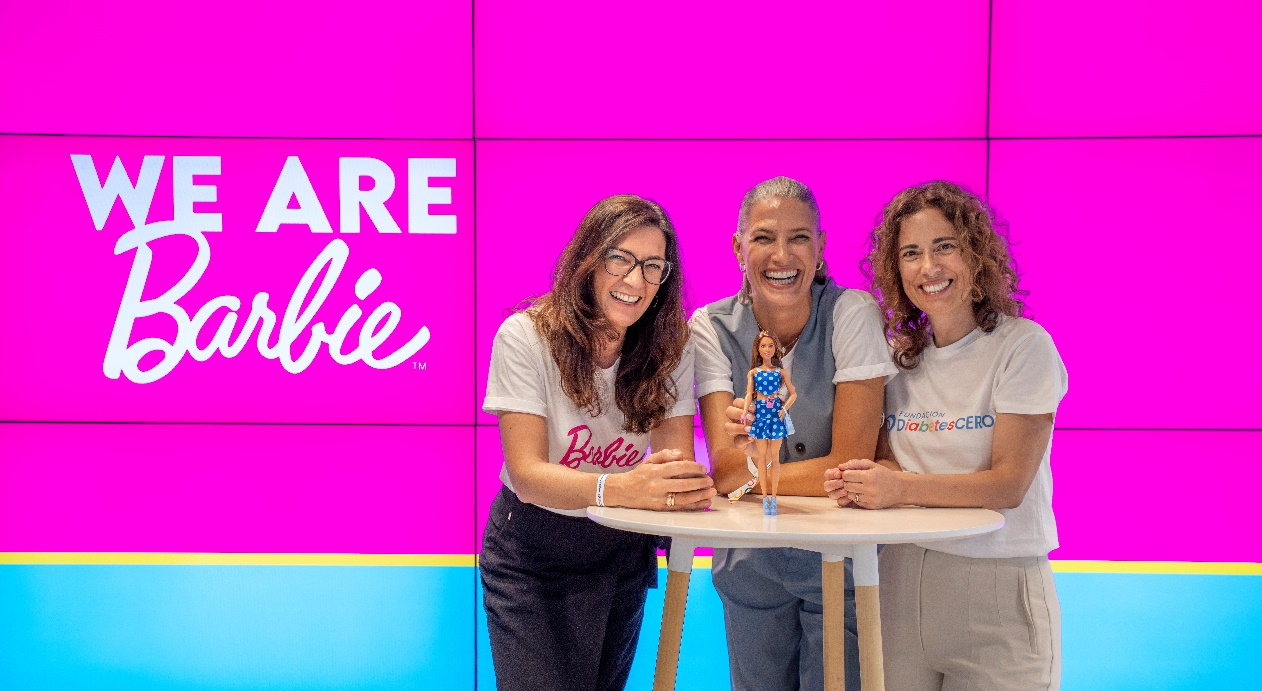 WE ARE
Barbie
TM
Barbie
FUNDACIÓN
DiabetesCERO